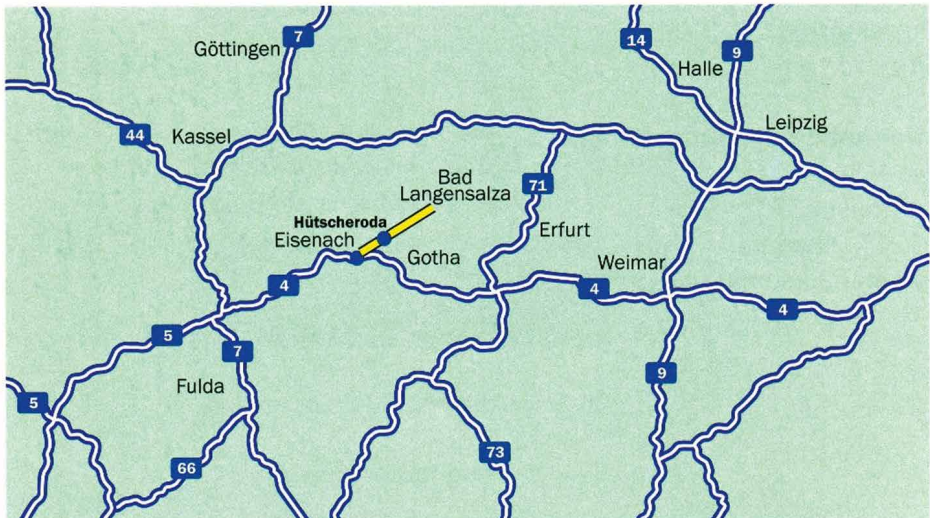 7
Göttingen
14
9
Halle
44
Kassel
Leipzig
Bad
Langensalza
71
Hütscheroda
Eisenach
Gotha
Erfurt
Weimar
4
4
4
5
7
9
Fulda
5
66
73